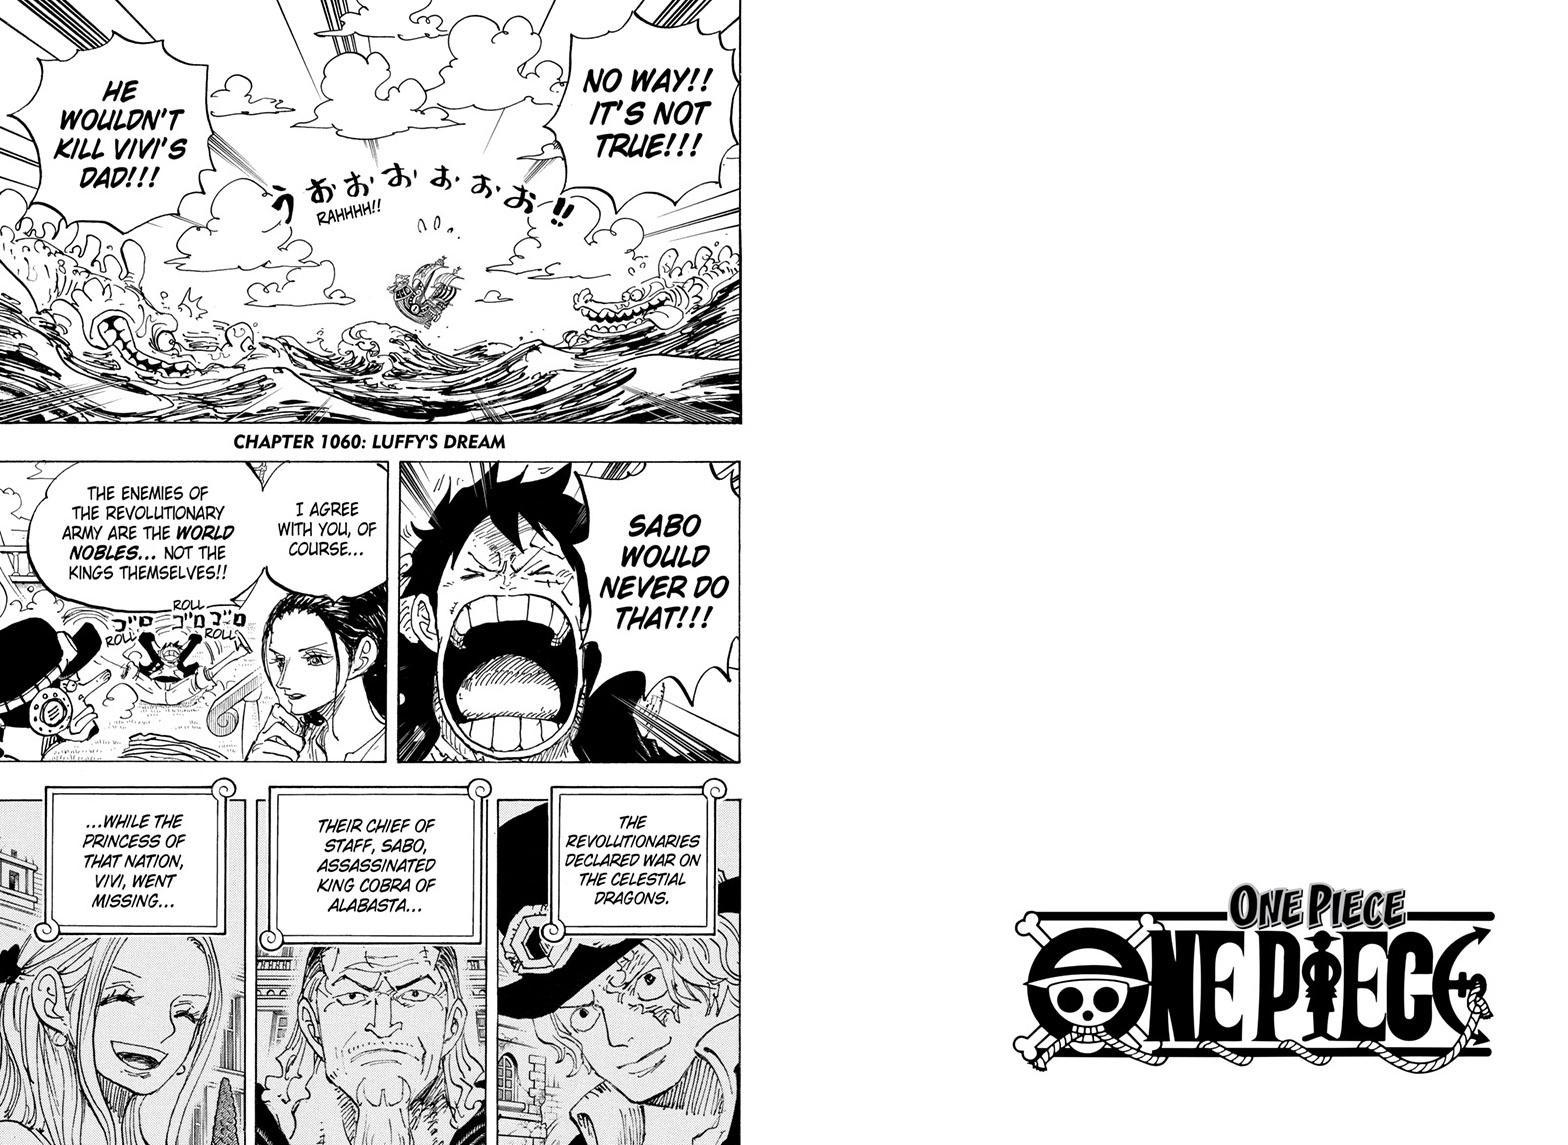 NO WAY!!
IT'S NOT
TRUE!!!
HE
WOULDN'T
KILL VIVI'S
DAD!!!
うおおおおおお!!
RAHHHH!!
CHAPTER 1060: LUFFY'S DREAM
SABO
WOULD
NEVER DO
THAT!!!
I AGREE
WITH YOU, OF
COURSE...
THE ENEMIES OF
THE REVOLUTIONARY
ARMY ARE THE WORLD
NOBLES... NOT THE
KINGS THEMSELVES!!
ROLL
ROLL
ROLL
THE
REVOLUTIONARIES
DECLARED WAR ON
THE CELESTIAL
DRAGONS.
THEIR CHIEF OF
STAFF, SABO,
ASSASSINATED
KING COBRA OF
ALABASTA...
...WHILE THE
PRINCESS OF
THAT NATION,
VIVI, WENT
MISSING...
ONE PIECE
ONE PIECE